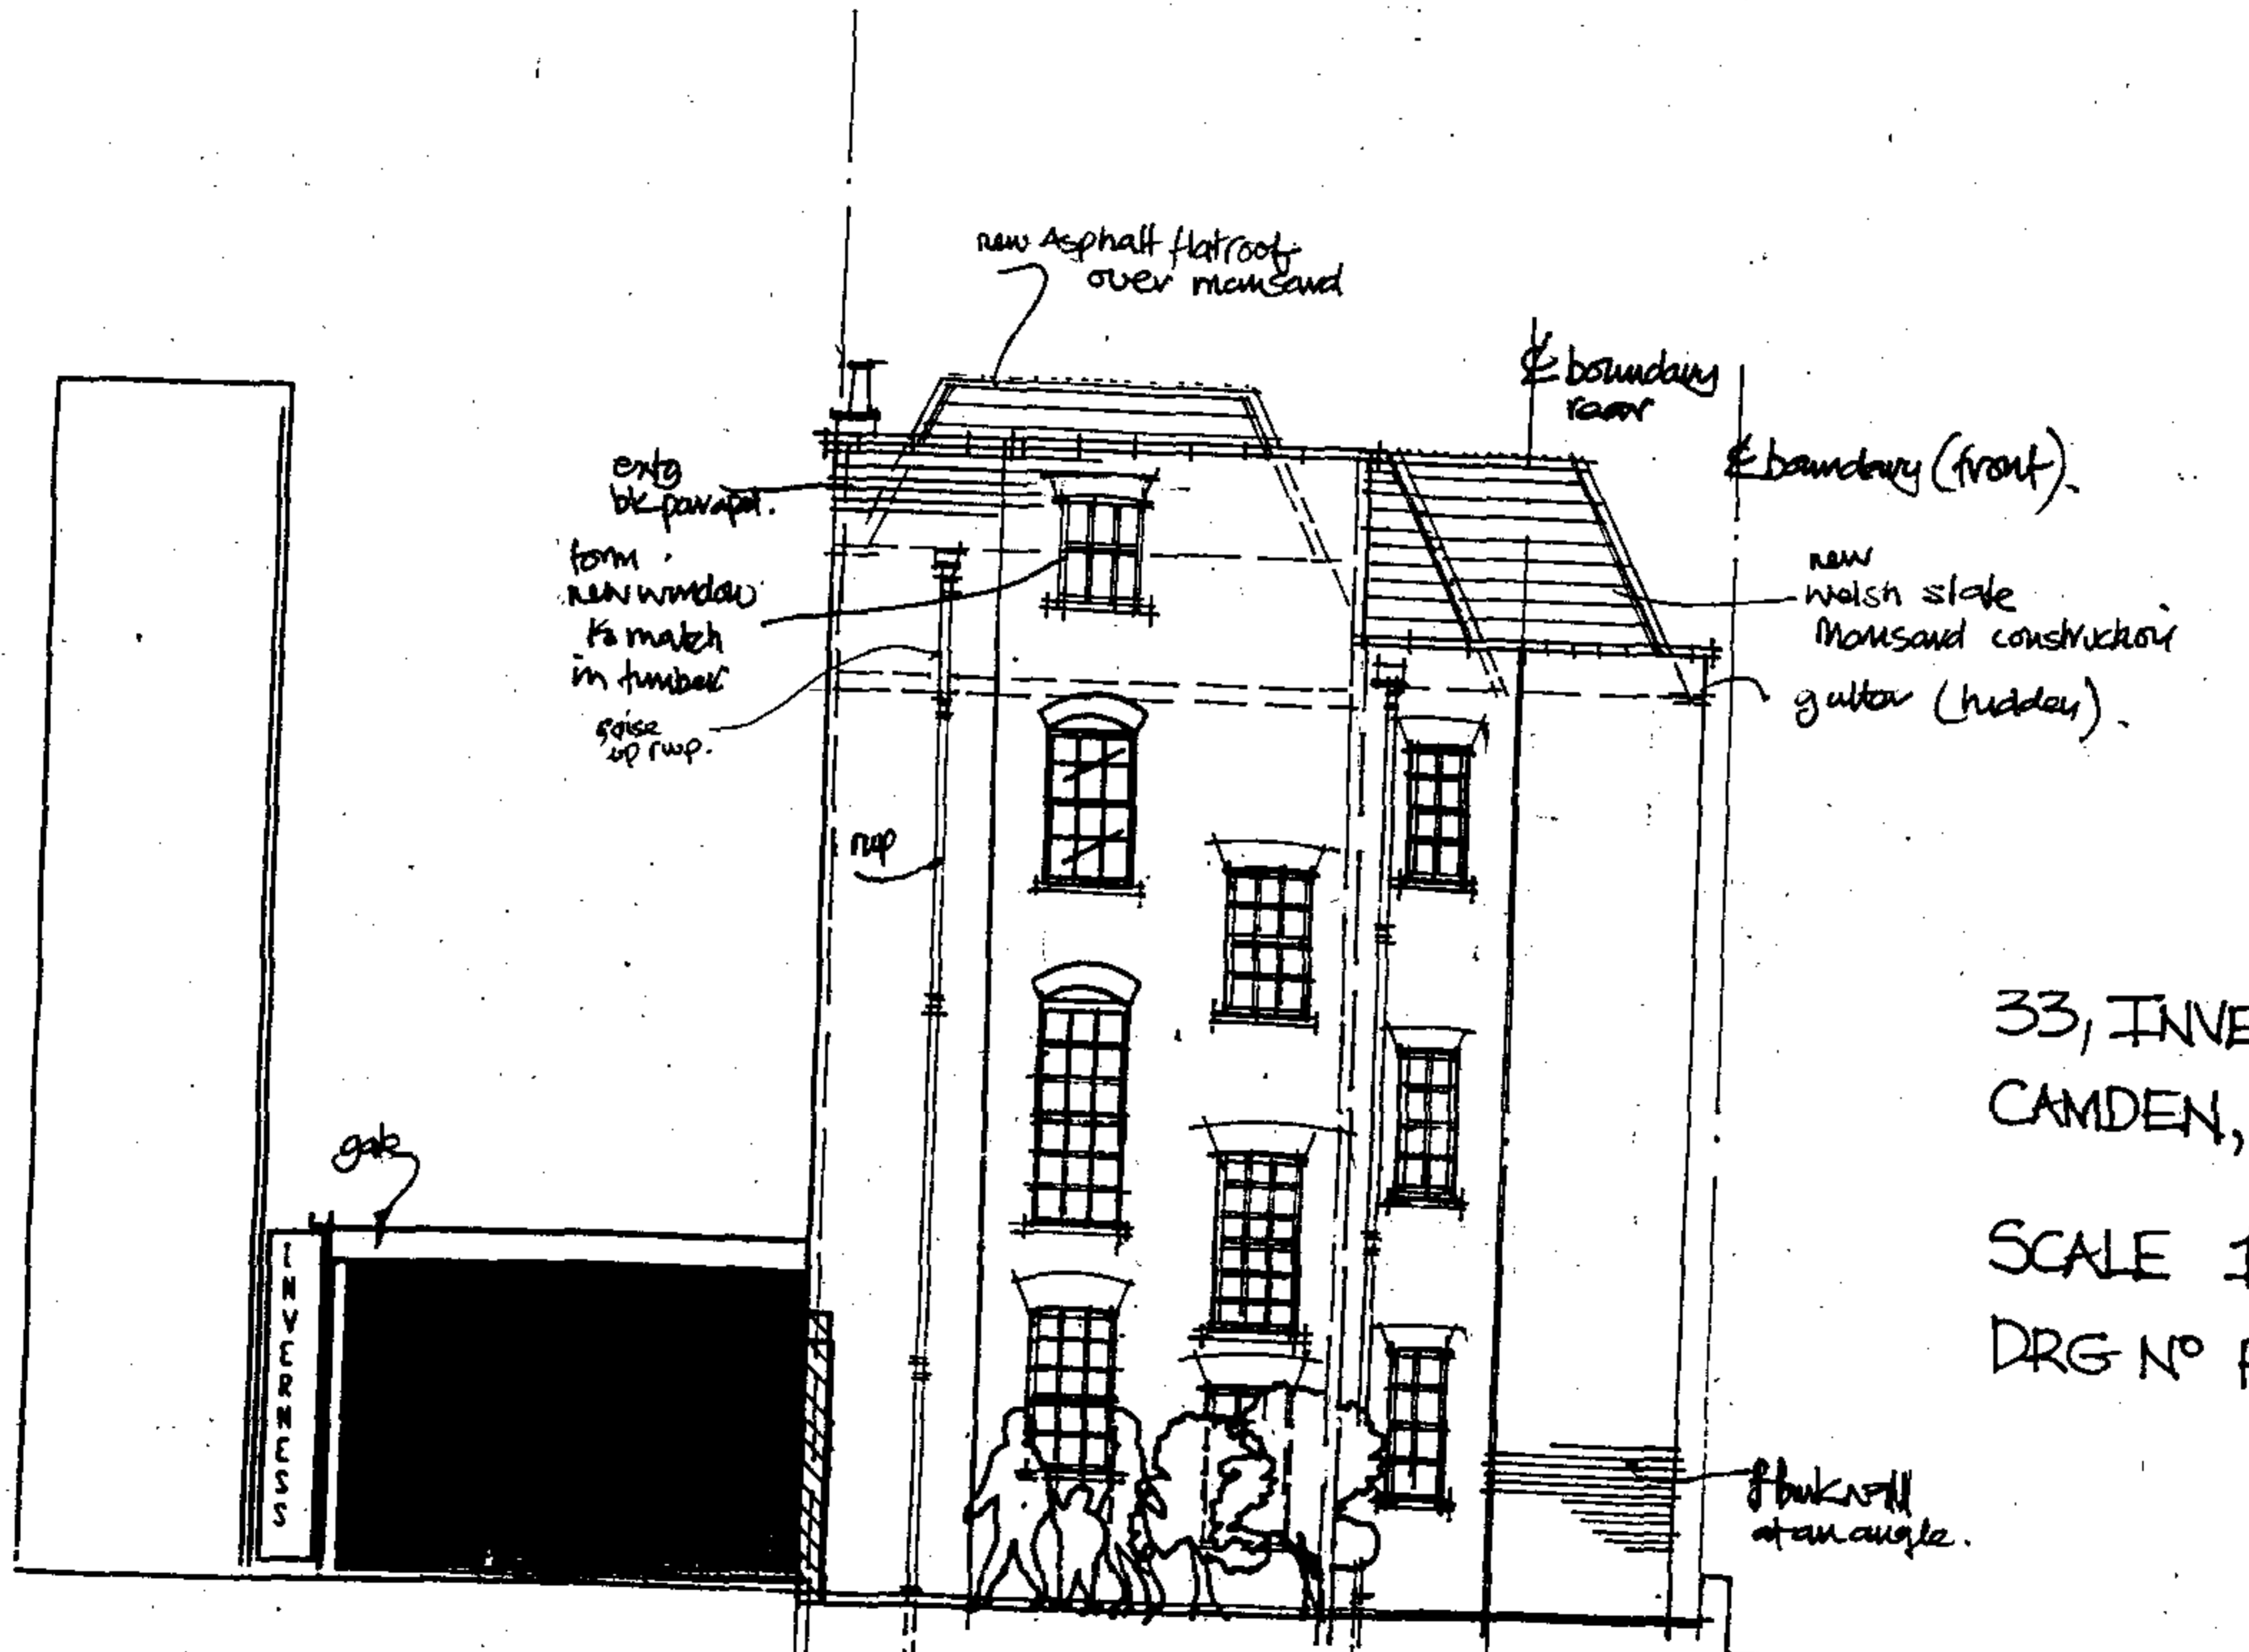 new Asphalt flatroof
over mansard
℄ boundary
rear
℄ boundary (front).
extg
bk parapet.
form
new window
to match
in timber
raise
up rwp.
new
Welsh slate
Mansard construction
gutter (hidden).
rwp
33, INVE
CAMDEN,
SCALE 1
DRG Nº
gate
INVERNESS
brk wall
at an angle.